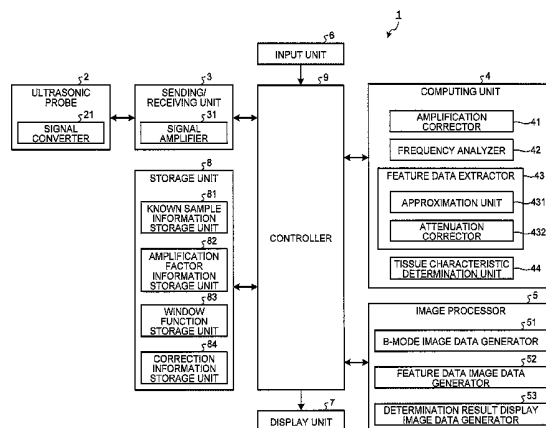 1
6
INPUT UNIT
2
ULTRASONIC PROBE
21
SIGNAL CONVERTER
3
SENDING/RECEIVING UNIT
31
SIGNAL AMPLIFIER
9
CONTROLLER
8
STORAGE UNIT
81
KNOWN SAMPLE INFORMATION STORAGE UNIT
82
AMPLIFICATION FACTOR INFORMATION STORAGE UNIT
83
WINDOW FUNCTION STORAGE UNIT
84
CORRECTION INFORMATION STORAGE UNIT
4
COMPUTING UNIT
AMPLIFICATION CORRECTOR
41
FREQUENCY ANALYZER
42
FEATURE DATA EXTRACTOR
43
APPROXIMATION UNIT
431
ATTENUATION CORRECTOR
432
TISSUE CHARACTERISTIC DETERMINATION UNIT
44
5
IMAGE PROCESSOR
51
B-MODE IMAGE DATA GENERATOR
52
FEATURE DATA IMAGE DATA GENERATOR
53
DETERMINATION RESULT DISPLAY IMAGE DATA GENERATOR
7
DISPLAY UNIT